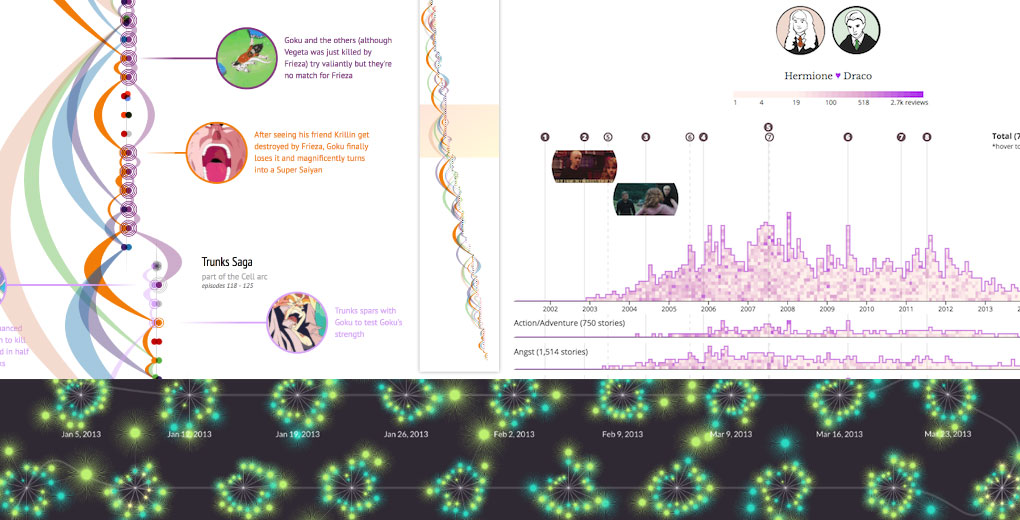 Goku and the others (although
Vegeta was just killed by
Frieza) try valiantly but they're
no match for Frieza
After seeing his friend Krillin get
destroyed by Frieza, Goku finally
loses it and magnificently turns
into a Super Saiyan
Trunks Saga
part of the Cell arc
episodes 118 - 125
Trunks spars with
Goku to test Goku's
strength
to kill.
d in half
Hermione ♥ Draco
1 4 19 100 518 2.7k reviews
1 2 5 3 6 4 5 7 6 7 8
Total (7
*hover to
2002 2003 2004 2005 2006 2007 2008 2009 2010 2011 2012 2013
Action/Adventure (750 stories)
Angst (1,514 stories)
Jan 5, 2013 Jan 12, 2013 Jan 19, 2013 Jan 26, 2013 Feb 2, 2013 Feb 9, 2013 Mar 9, 2013 Mar 16, 2013 Mar 23, 2013